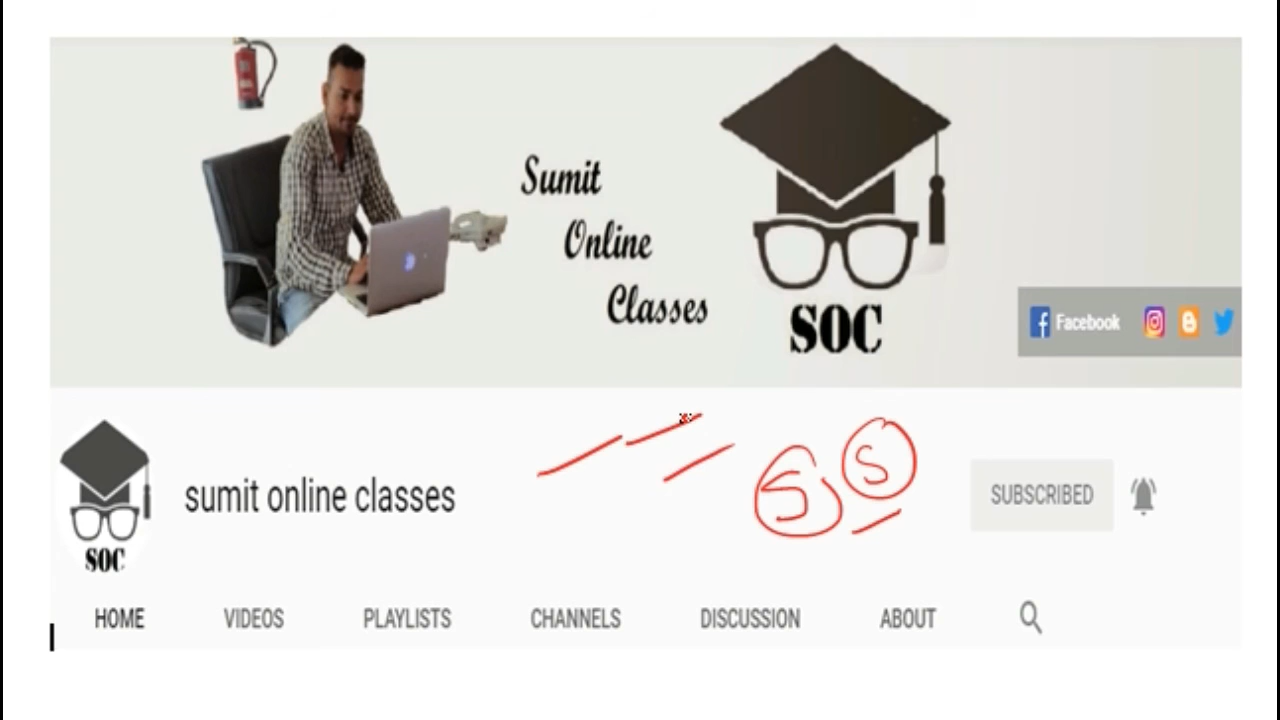 Sumit
Online
Classes
SOC
Facebook
SOC
sumit online classes
S
S
SUBSCRIBED
HOME VIDEOS PLAYLISTS CHANNELS DISCUSSION ABOUT